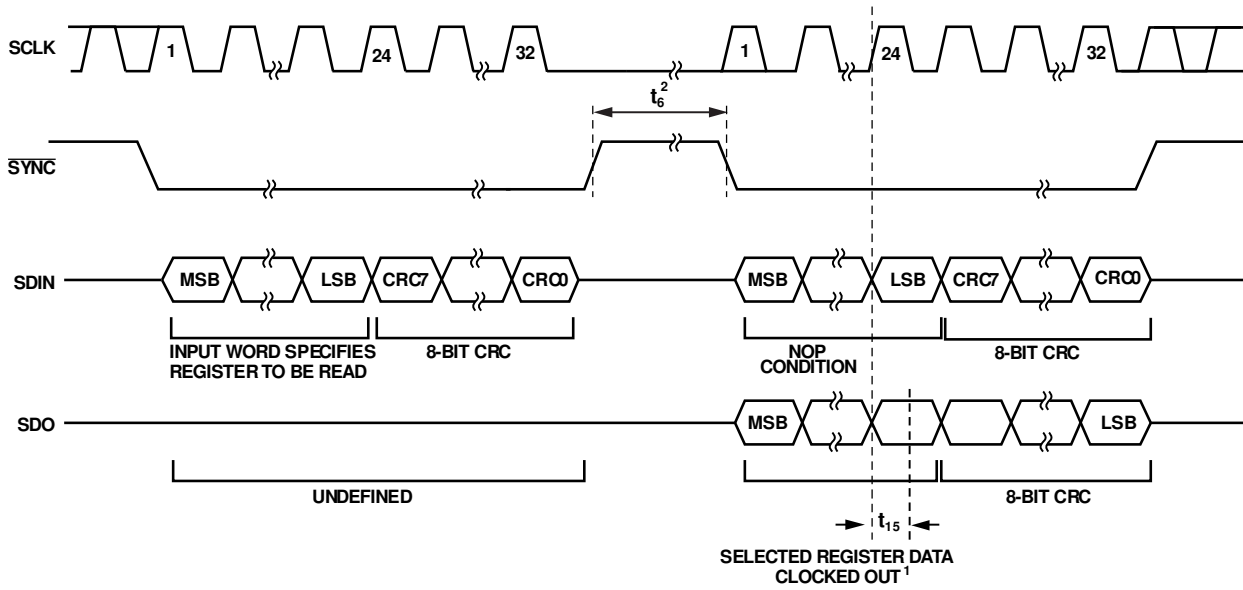 SCLK 1 24 32 1 24 32
t6 2
SYNC
SDIN MSB LSB CRC7 CRC0 MSB LSB CRC7 CRC0
INPUT WORD SPECIFIES
REGISTER TO BE READ
8-BIT CRC
NOP
CONDITION
8-BIT CRC
SDO MSB LSB
UNDEFINED
8-BIT CRC
t15
SELECTED REGISTER DATA
CLOCKED OUT 1